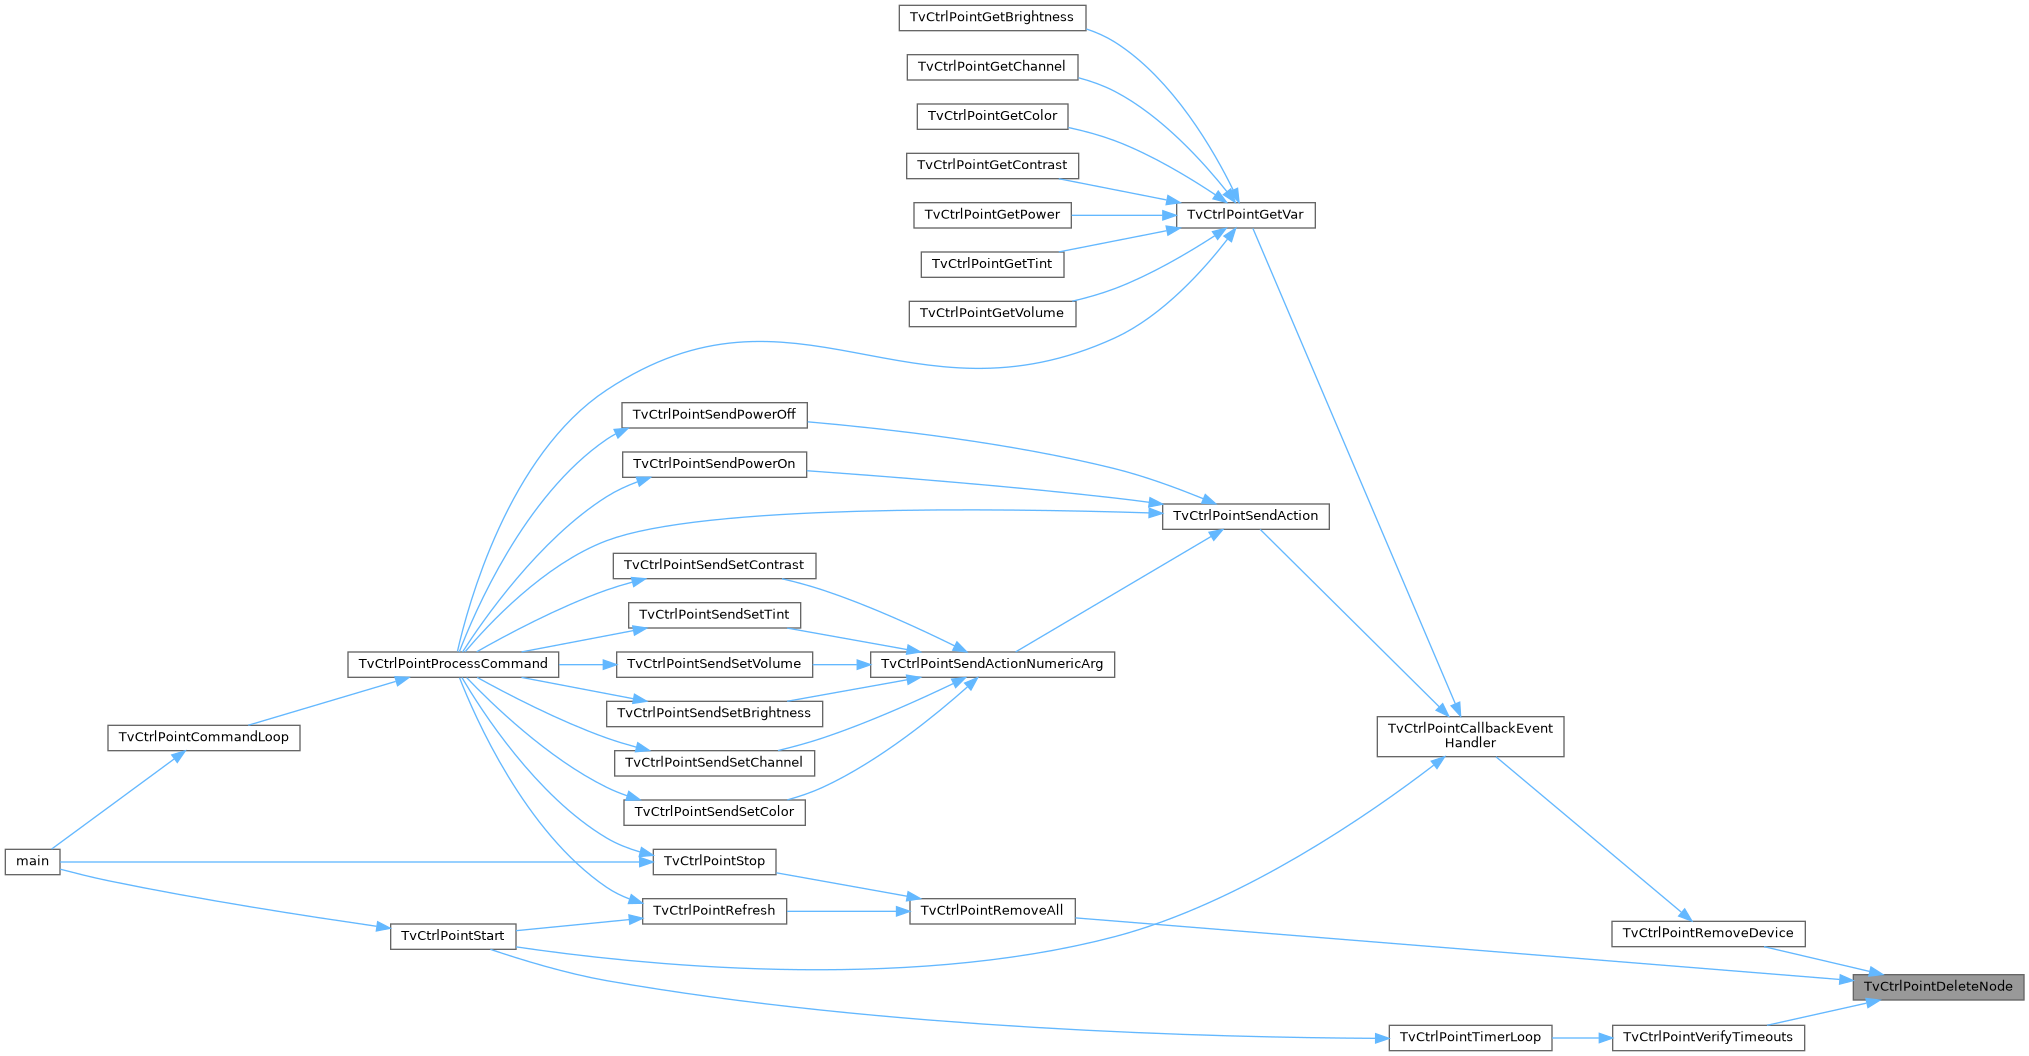 TvCtrlPointGetBrightness
TvCtrlPointGetChannel
TvCtrlPointGetColor
TvCtrlPointGetContrast
TvCtrlPointGetPower
TvCtrlPointGetVar
TvCtrlPointGetTint
TvCtrlPointGetVolume
TvCtrlPointSendPowerOff
TvCtrlPointSendPowerOn
TvCtrlPointSendAction
TvCtrlPointSendSetContrast
TvCtrlPointSendSetTint
TvCtrlPointProcessCommand
TvCtrlPointSendSetVolume
TvCtrlPointSendActionNumericArg
TvCtrlPointSendSetBrightness
TvCtrlPointCallbackEvent
Handler
TvCtrlPointCommandLoop
TvCtrlPointSendSetChannel
TvCtrlPointSendSetColor
main
TvCtrlPointStop
TvCtrlPointRefresh
TvCtrlPointRemoveAll
TvCtrlPointStart
TvCtrlPointRemoveDevice
TvCtrlPointDeleteNode
TvCtrlPointTimerLoop
TvCtrlPointVerifyTimeouts